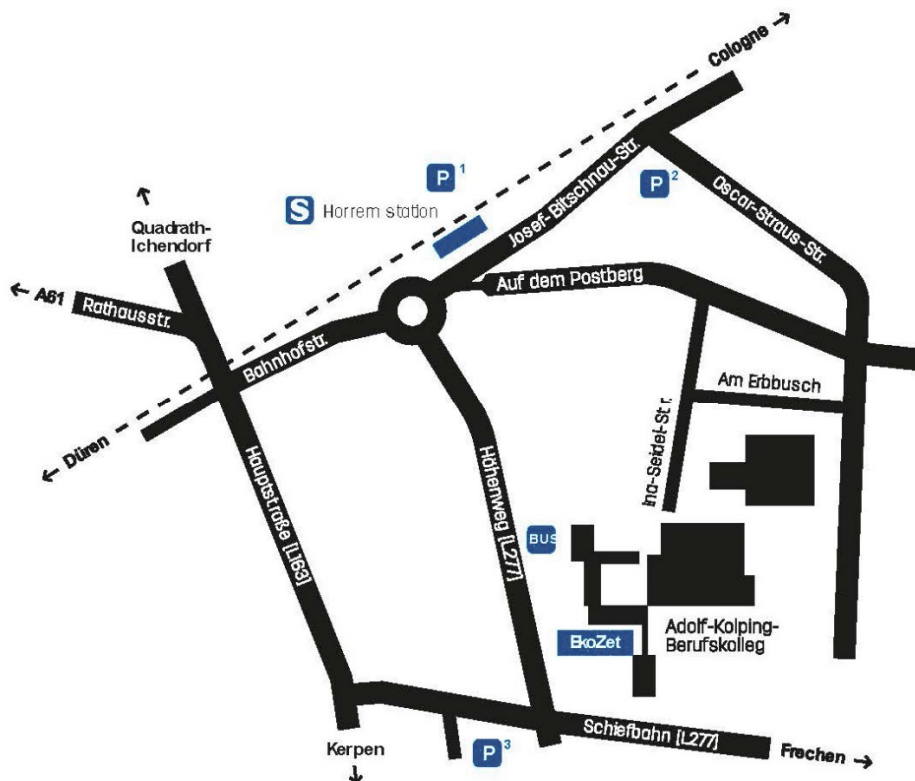 Cologne
P 1
S Horrem station
Josef-Bitschnau-Str.
P 2
Oscar-Straus-Str.
Quadrath-
Ichendorf
A61
Rathausstr.
Auf dem Postberg
Bahnhofstr.
Am Erbbusch
Düren
Hauptstraße [L163]
Höhenweg [L277]
Ina-Seidel-Str.
BUS
EkoZet
Adolf-Kolping-
Berufskolleg
Schiefbahn [L277]
Frechen
Kerpen
P 3